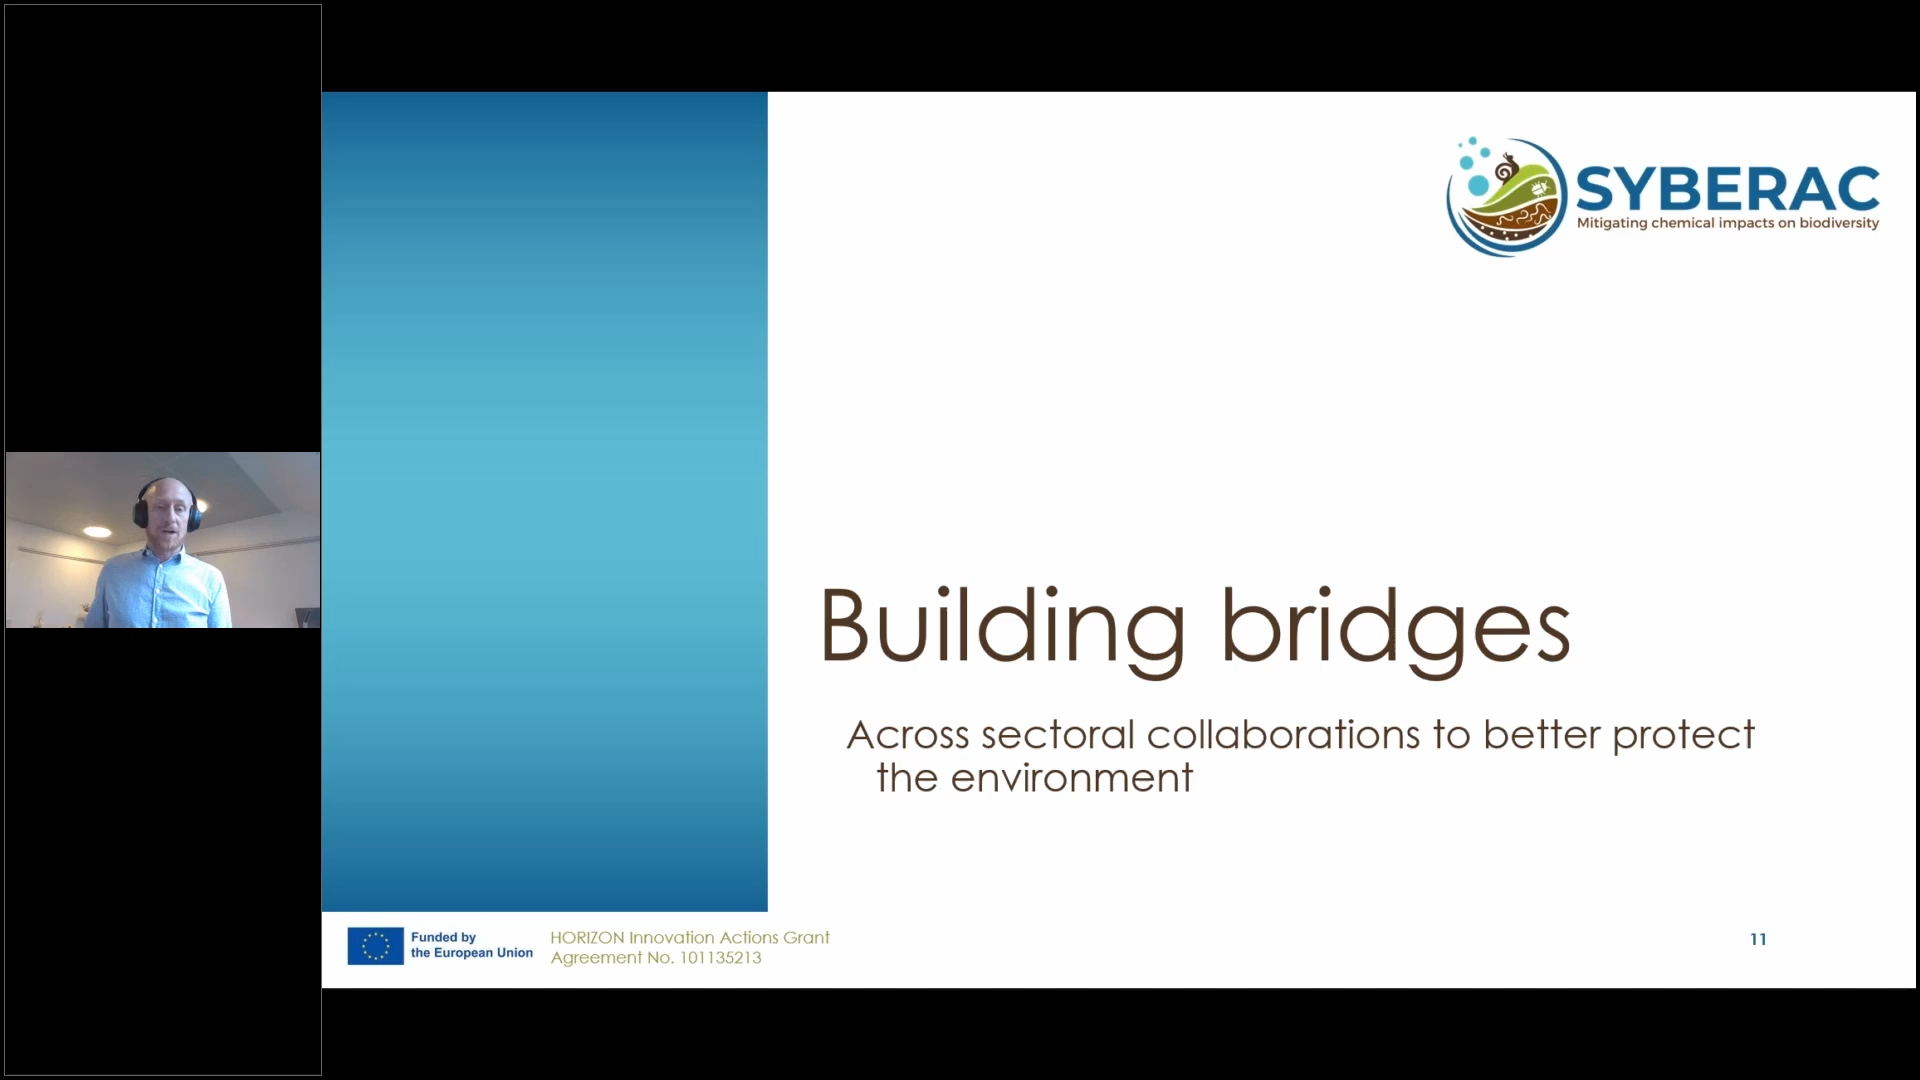 SYBERAC
Mitigating chemical impacts on biodiversity
Building bridges
Across sectoral collaborations to better protect
the environment
Funded by
the European Union
HORIZON Innovation Actions Grant
Agreement No. 101135213
11